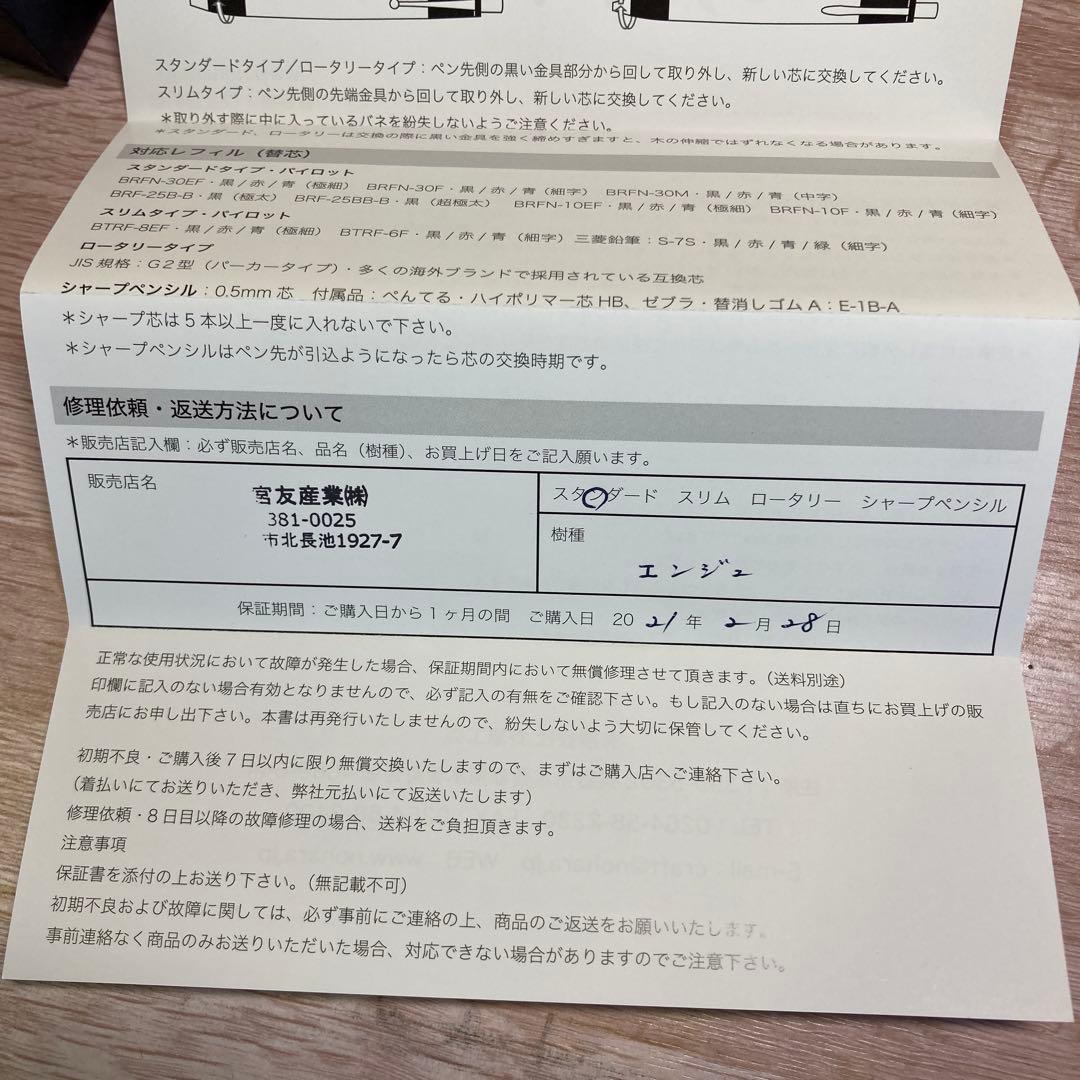 スタンダードタイプ／ロータリータイプ：ペン先側の黒い金具部分から回して取り外し、新しい芯に交換してください。
スリムタイプ：ペン先側の先端金具から回して取り外し、新しい芯に交換してください。
＊取り外す際に中に入っているバネを紛失しないようご注意ください。
＊スタンダード、ロータリーは交換の際に黒い金具を強く締めすぎますと、木の伸縮ではずれなくなる場合があります。
対応レフィル（替芯）
スタンダードタイプ・パイロット
BRFN-30EF・黒/赤/青（極細） BRFN-30F・黒/赤/青（細字） BRFN-30M・黒/赤/青（中字）
BRF-25B-B・黒（極太） BRF-25BB-B・黒（超極太） BRFN-10EF・黒/赤/青（極細） BRFN-10F・黒/赤/青（細字）
スリムタイプ・パイロット
BTRF-8EF・黒/赤/青（極細） BTRF-6F・黒/赤/青（細字）三菱鉛筆：S-7S・黒/赤/青/緑（細字）
ロータリータイプ
JIS規格：G2型（パーカータイプ）・多くの海外ブランドで採用されている互換芯
シャープペンシル：0.5mm芯 付属品：ぺんてる・ハイポリマー芯HB、ゼブラ・替消しゴムA：E-1B-A
＊シャープ芯は5本以上一度に入れないで下さい。
＊シャープペンシルはペン先が引込ようになったら芯の交換時期です。
修理依頼・返送方法について
＊販売店記入欄：必ず販売店名、品名（樹種）、お買上げ日をご記入願います。
販売店名
宮友産業㈱
381-0025
市北長池1927-7
スタンダード スリム ロータリー シャープペンシル
樹種
エンジュ
保証期間：ご購入日から1ヶ月の間 ご購入日 2021年2月28日
正常な使用状況において故障が発生した場合、保証期間内において無償修理させて頂きます。（送料別途）
印欄に記入のない場合有効となりませんので、必ず記入の有無をご確認下さい。もし記入のない場合は直ちにお買上げの販
売店にお申し出下さい。本書は再発行いたしませんので、紛失しないよう大切に保管してください。
初期不良・ご購入後7日以内に限り無償交換いたしますので、まずはご購入店へご連絡下さい。
（着払いにてお送りいただき、弊社元払いにて返送いたします）
修理依頼・8日目以降の故障修理の場合、送料をご負担頂きます。
注意事項
保証書を添付の上お送り下さい。（無記載不可）
初期不良および故障に関しては、必ず事前にご連絡の上、商品のご返送をお願いいたします。
事前連絡なく商品のみお送りいただいた場合、対応できない場合がありますのでご注意下さい。